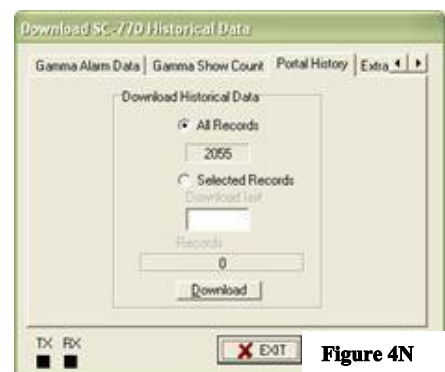 Download SC-770 Historical Data
Gamma Alarm Data Gamma Show Count Portal History Extra
Download Historical Data
All Records
2055
Selected Records
Download last
Records
0
Download
TX RX
EXIT
Figure 4N